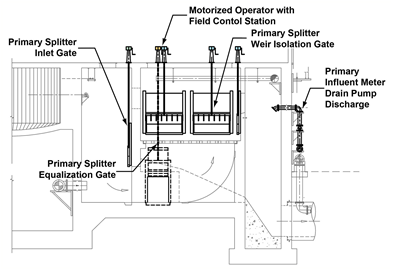 Motorized Operator with
Field Contol Station
Primary Splitter
Inlet Gate
Primary Splitter
Weir Isolation Gate
Primary
Influent Meter
Drain Pump
Discharge
Primary Splitter
Equalization Gate